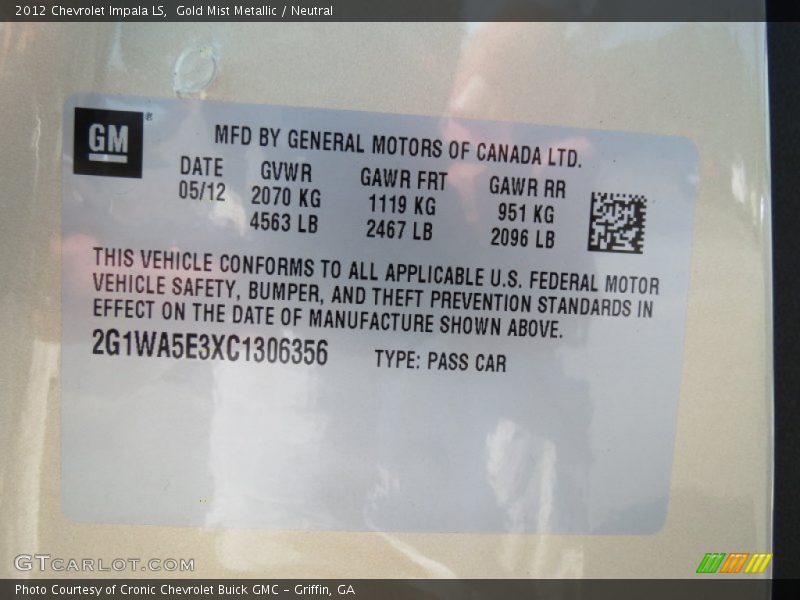 2012 Chevrolet Impala LS, Gold Mist Metallic / Neutral
GM®
MFD BY GENERAL MOTORS OF CANADA LTD.
DATE GVWR GAWR FRT GAWR RR
05/12 2070 KG 1119 KG 951 KG
4563 LB 2467 LB 2096 LB
THIS VEHICLE CONFORMS TO ALL APPLICABLE U.S. FEDERAL MOTOR
VEHICLE SAFETY, BUMPER, AND THEFT PREVENTION STANDARDS IN
EFFECT ON THE DATE OF MANUFACTURE SHOWN ABOVE.
2G1WA5E3XC1306356 TYPE: PASS CAR
GTCARLOT.COM
Photo Courtesy of Cronic Chevrolet Buick GMC - Griffin, GA